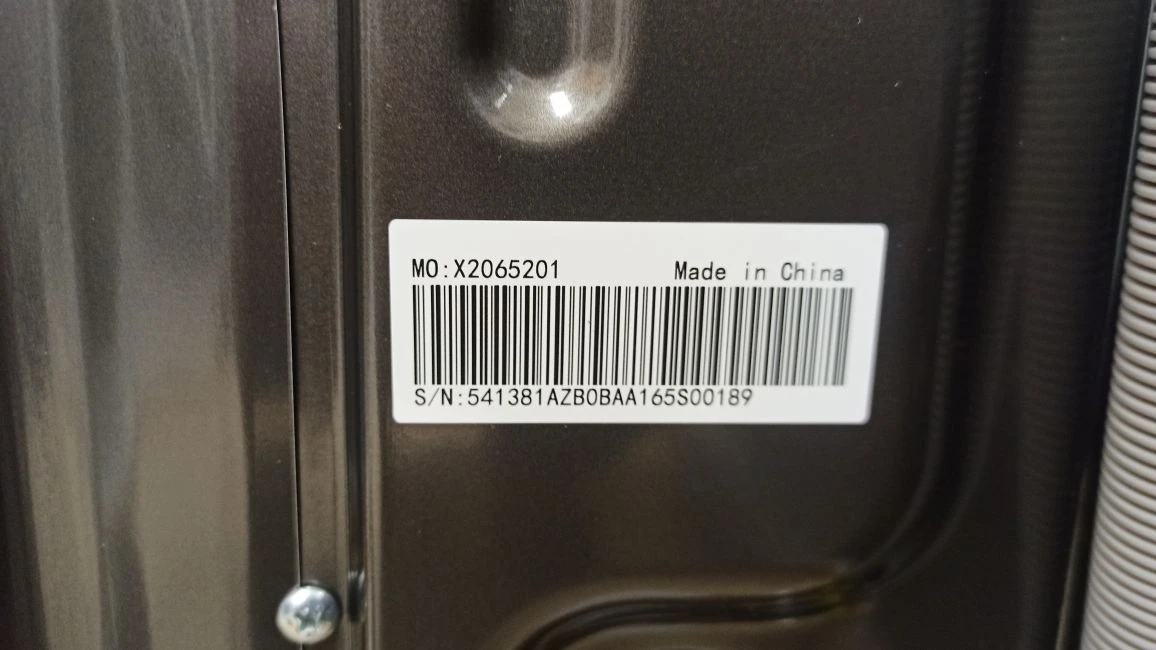 MO:X2065201
Made in China
S/N:541381AZB0BAA165S00189